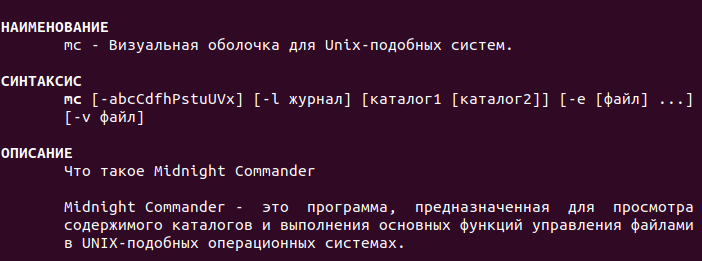 НАИМЕНОВАНИЕ
mc - Визуальная оболочка для Unix-подобных систем.
СИНТАКСИС
mc [-abcCdfhPstuUVx] [-l журнал] [каталог1 [каталог2]] [-e [файл] ...]
[-v файл]
ОПИСАНИЕ
Что такое Midnight Commander
Midnight Commander - это программа, предназначенная для просмотра
содержимого каталогов и выполнения основных функций управления файлами
в UNIX-подобных операционных системах.